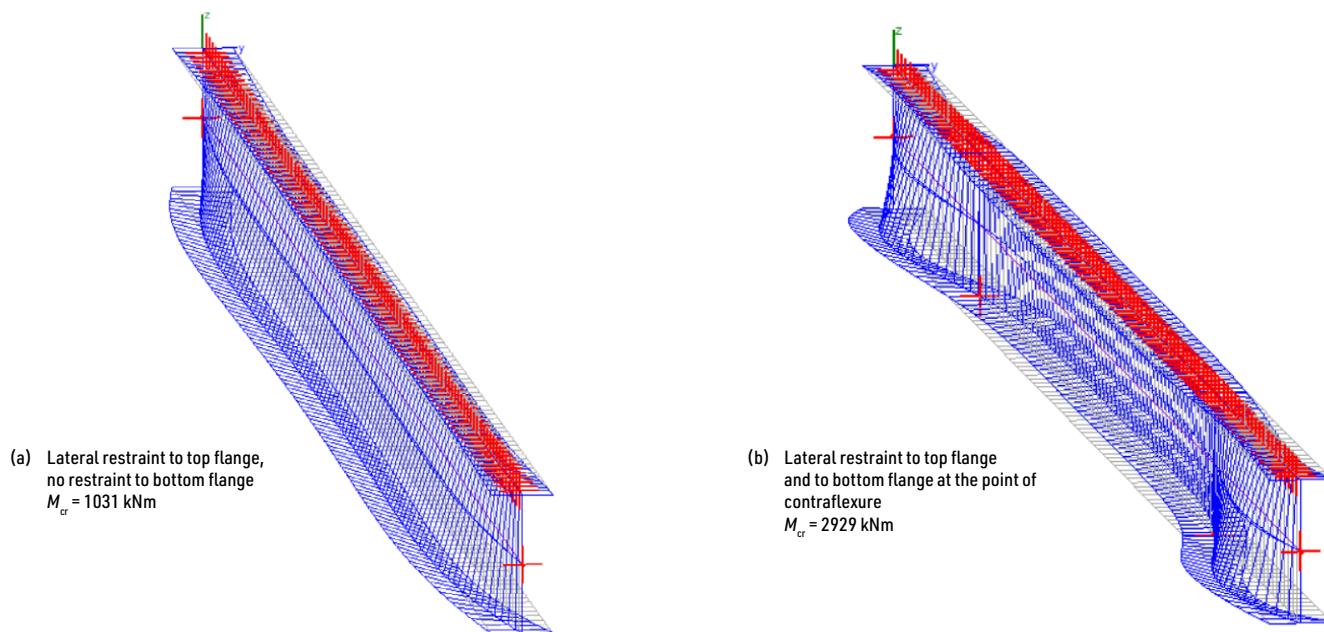 z
y
(a) Lateral restraint to top flange,
no restraint to bottom flange
Mcr = 1031 kNm
z
y
(b) Lateral restraint to top flange
and to bottom flange at the point of
contraflexure
Mcr = 2929 kNm